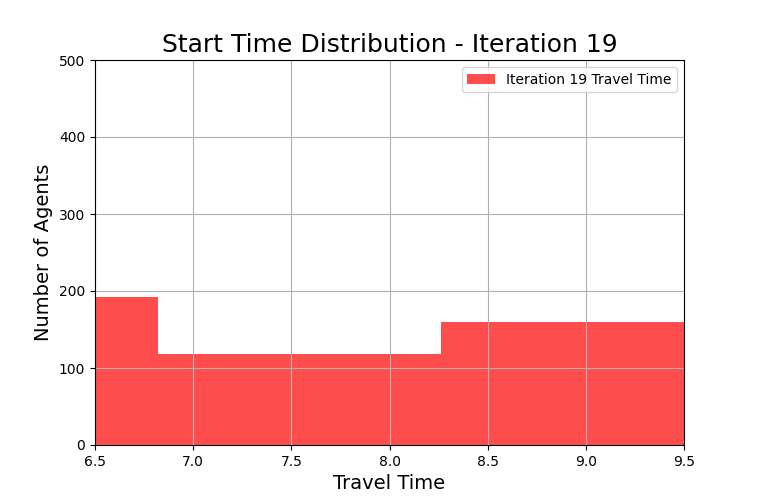 Start Time Distribution - Iteration 19
Iteration 19 Travel Time
Number of Agents
500
400
300
200
100
0
6.5 7.0 7.5 8.0 8.5 9.0 9.5
Travel Time